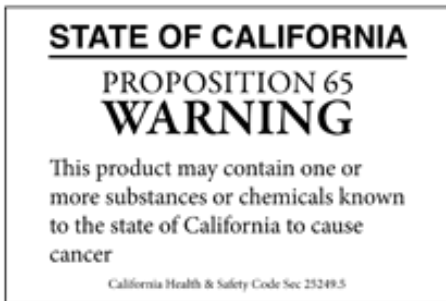 STATE OF CALIFORNIA
PROPOSITION 65
WARNING
This product may contain one or
more substances or chemicals known
to the state of California to cause
cancer
California Health & Safety Code Sec 25249.5